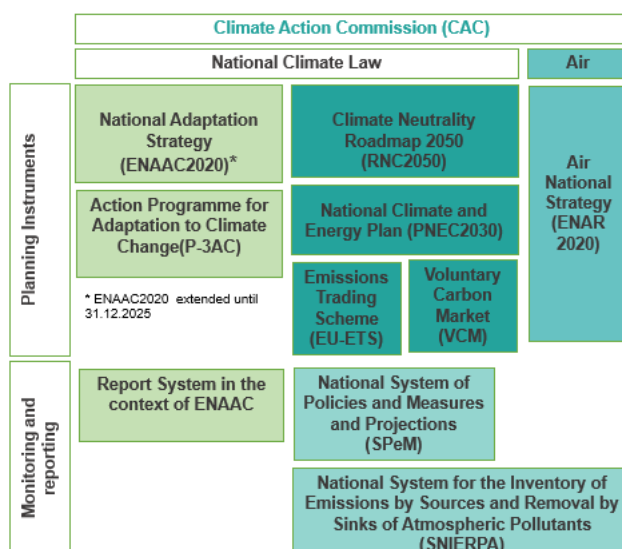 Climate Action Commission (CAC)
National Climate Law
Air
Planning Instruments
National Adaptation
Strategy
(ENAAC2020)*
Climate Neutrality
Roadmap 2050
(RNC2050)
Air
National
Strategy
(ENAR
2020)
Action Programme for
Adaptation to Climate
Change(P-3AC)
National Climate and
Energy Plan (PNEC2030)
* ENAAC2020 extended until
31.12.2025
Emissions
Trading
Scheme
(EU-ETS)
Voluntary
Carbon
Market
(VCM)
Monitoring and
reporting
Report System in the
context of ENAAC
National System of
Policies and Measures
and Projections
(SPeM)
National System for the Inventory of
Emissions by Sources and Removal by
Sinks of Atmospheric Pollutants
(SNIERPA)